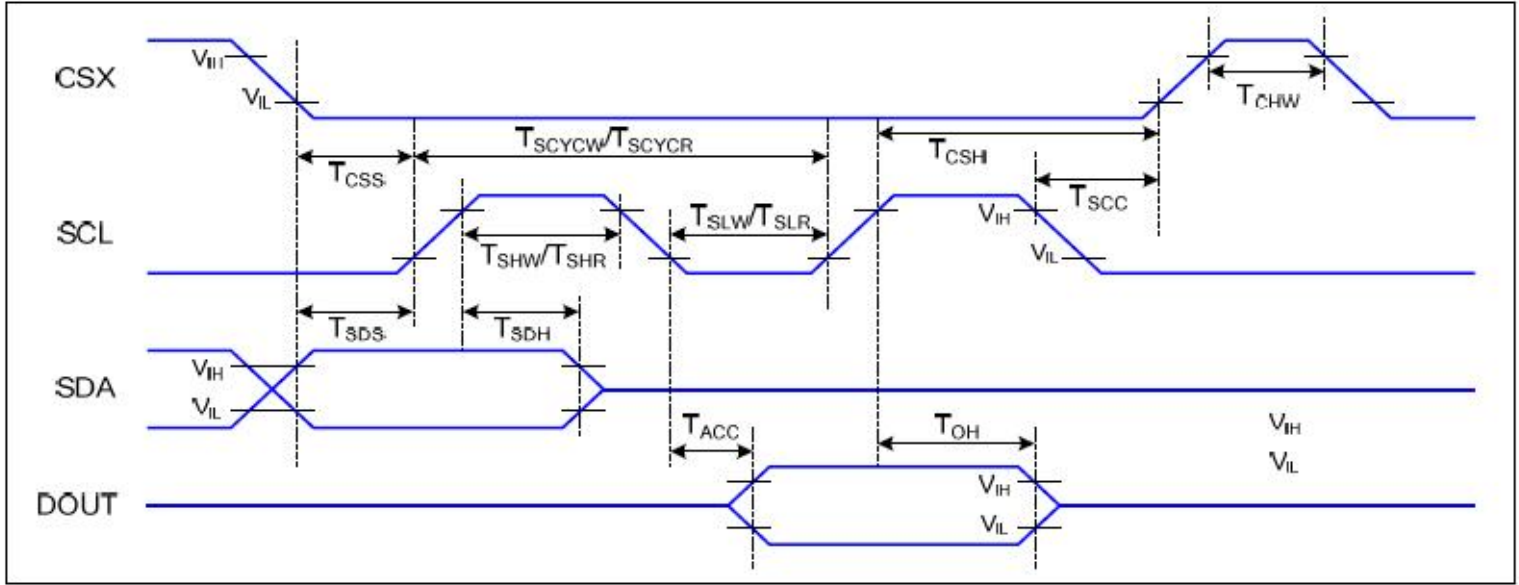 CSX
VIH
VIL
TCHW
TSCYCW/TSCYCR
TCSH
TCSS
TSCC
SCL
TSLW/TSLR
VIH
TSHW/TSHR
VIL
TSDS
TSDH
SDA
VIH
VIL
TACC
TOH
VIH
VIL
DOUT
VIH
VIL